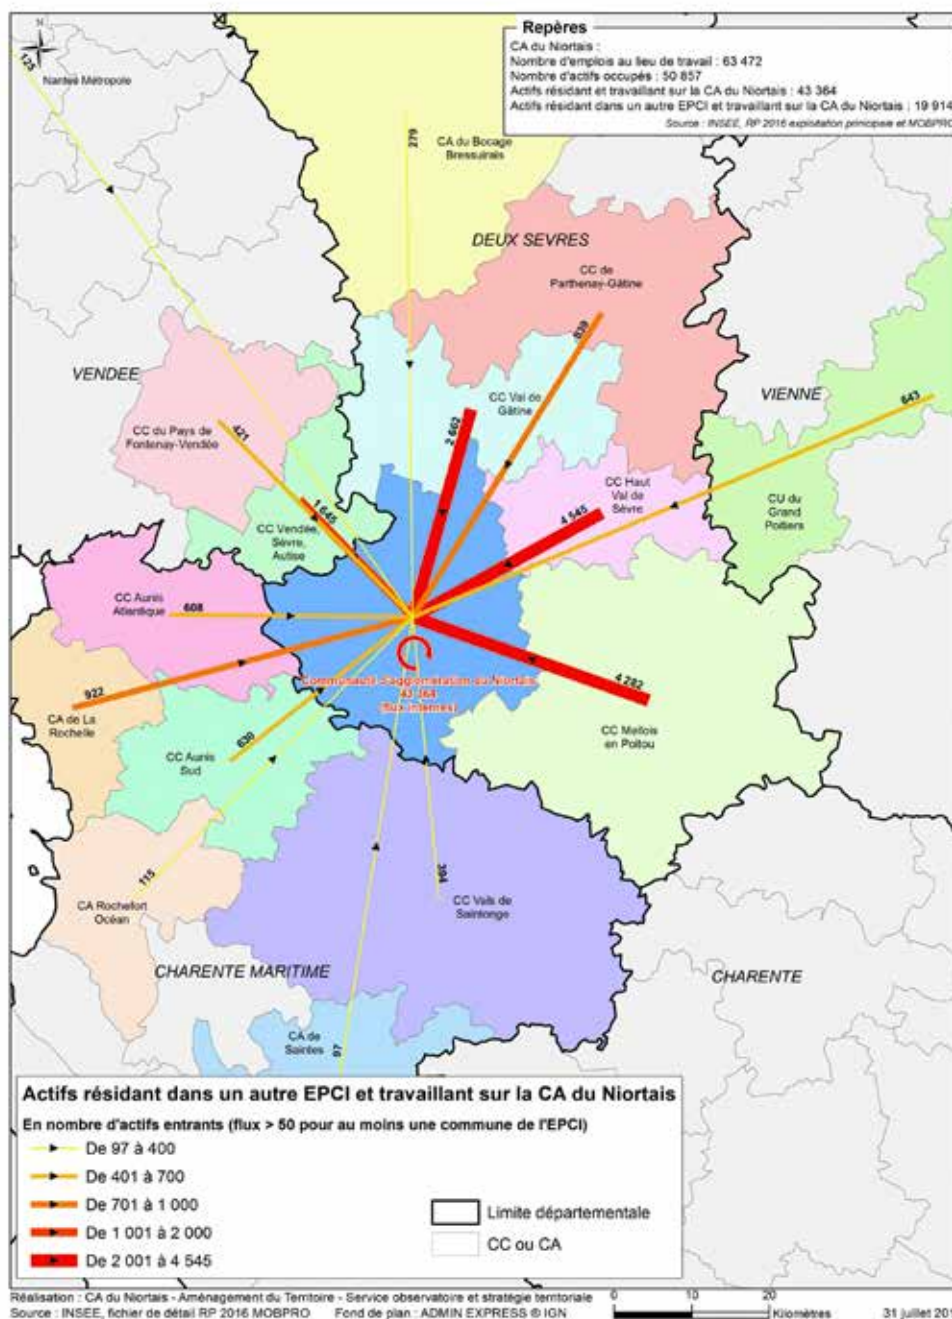 N
Repères
CA du Niortais :
Nombre d'emplois au lieu de travail : 63 472
Nombre d'actifs occupés : 50 857
Actifs résidant et travaillant sur la CA du Niortais : 43 364
Actifs résidant dans un autre EPCI et travaillant sur la CA du Niortais : 19 914
Source : INSEE, RP 2016 exploitation principale et MOBPRO
125
Nantes Métropole
279
CA du Bocage
Bressuirais
DEUX SEVRES
CC de
Parthenay-Gâtine
839
VENDEE
VIENNE
CC Val de
Gâtine
643
CC du Pays de
Fontenay-Vendée
421
2 662
CC Haut
Val de
Sèvre
CU du
Grand
Poitiers
1 645
4 545
CC Vendée,
Sèvre,
Autise
CC Aunis
Atlantique
608
Communauté d'agglomération du Niortais
43 364
(flux internes)
4 282
922
CA de La
Rochelle
CC Aunis
Sud
630
CC Mellois
en Poitou
115
CA Rochefort
Océan
394
CC Vals de
Saintonge
CHARENTE MARITIME
CHARENTE
CA de
Saintes
97
Actifs résidant dans un autre EPCI et travaillant sur la CA du Niortais
En nombre d'actifs entrants (flux > 50 pour au moins une commune de l'EPCI)
De 97 à 400
De 401 à 700
De 701 à 1 000
De 1 001 à 2 000
De 2 001 à 4 545
Limite départementale
CC ou CA
Réalisation : CA du Niortais - Aménagement du Territoire - Service observatoire et stratégie territoriale
Source : INSEE, fichier de détail RP 2016 MOBPRO Fond de plan : ADMIN EXPRESS © IGN
0 10 20
Kilomètres
31 juillet 201